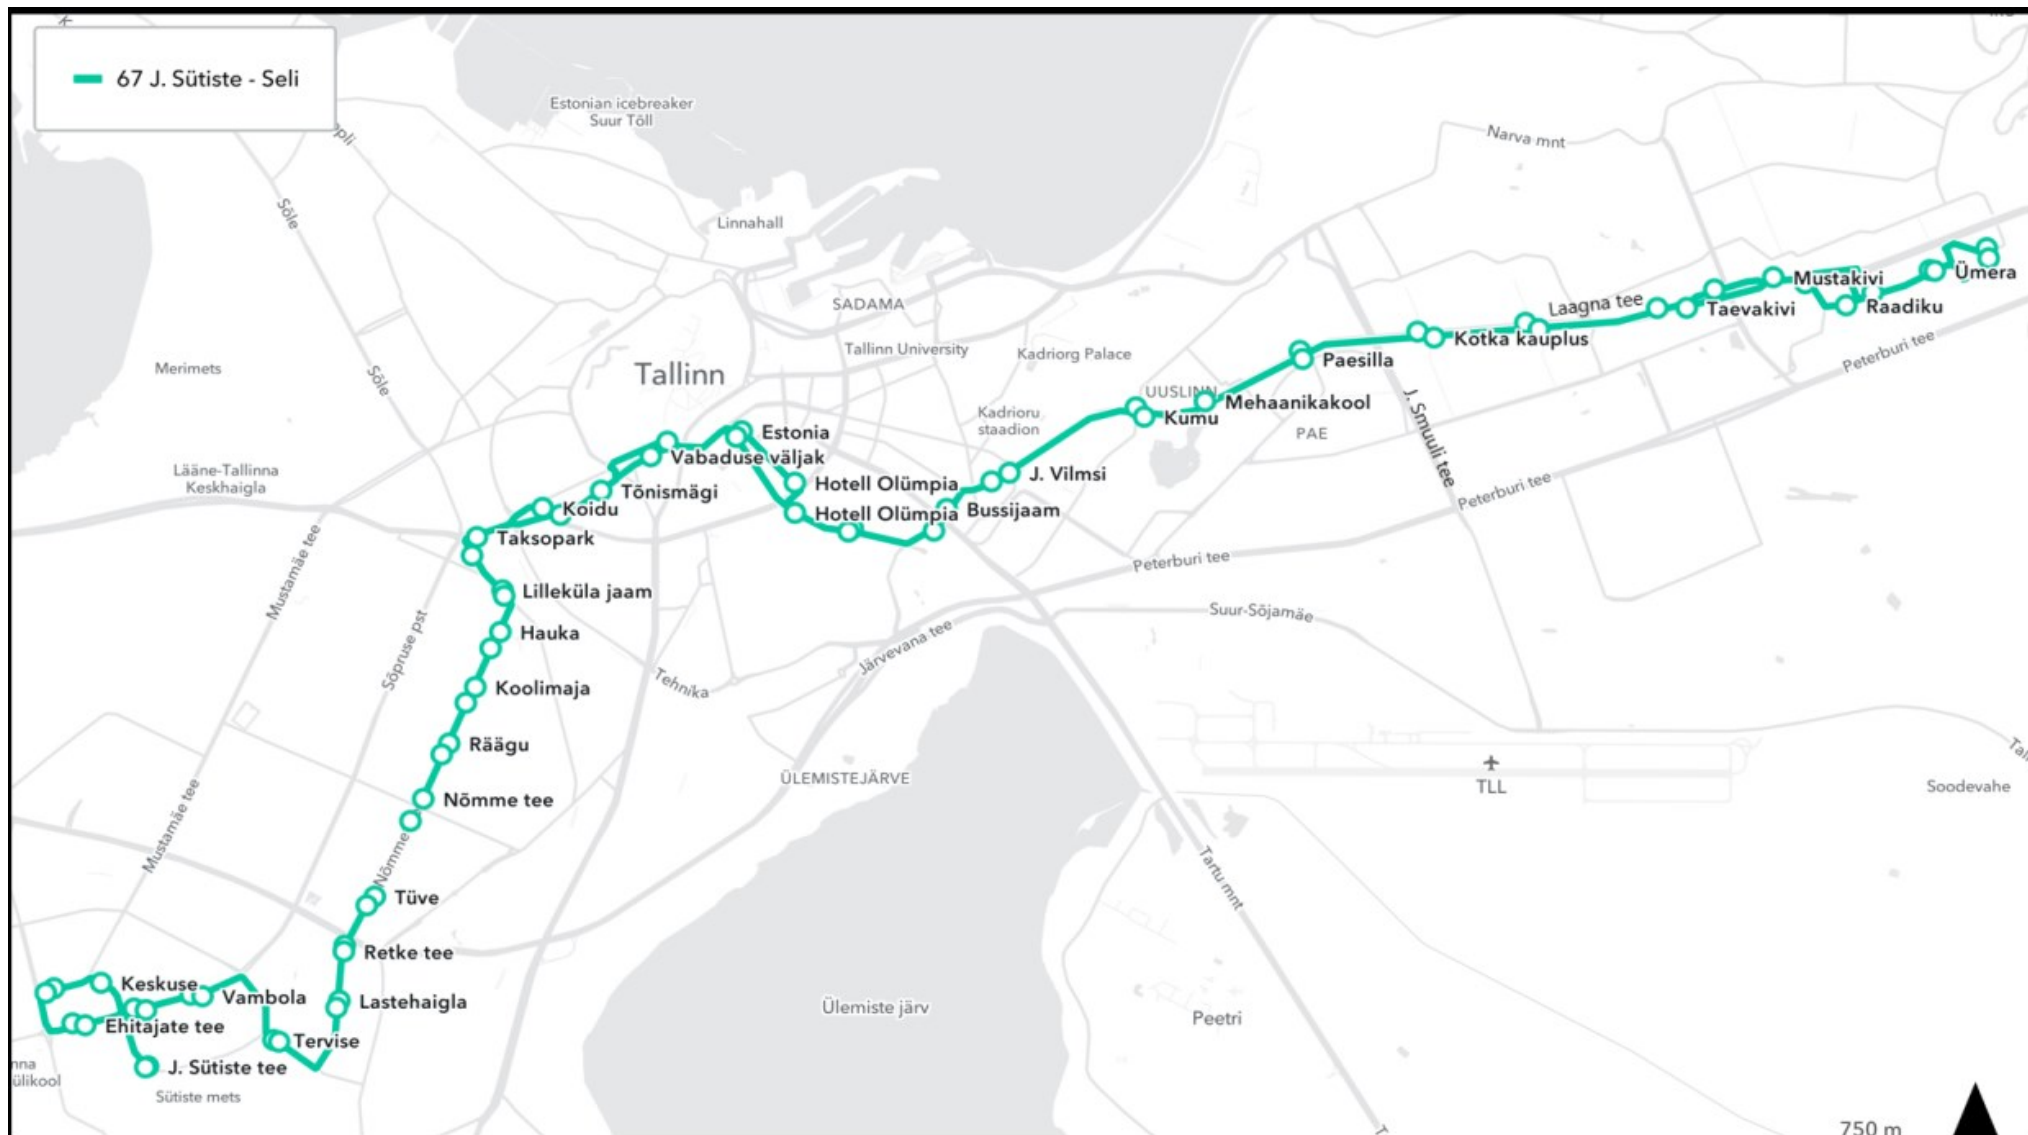 67 J. Sütiste - Seli
Estonian icebreaker
Suur Tõll
Narva mnt
Sõle
Linnahall
SADAMA
Tallinn University
Kadriorg Palace
Merimets
Sõle
Tallinn
Laagna tee
Mustakivi
Ümera
Taevakivi
Raadiku
Kotka kauplus
Peterburi tee
Paesilla
UUSLINN
Mehaanikakool
Kumu
Kadrioru
staadion
PAE
J. Smuuli tee
Estonia
Vabaduse väljak
Hotell Olümpia
J. Vilmsi
Lääne-Tallinna
Keskhaigla
Tõnismägi
Koidu
Hotell Olümpia
Bussijaam
Peterburi tee
Taksopark
Peterburi tee
Mustamäe tee
Lilleküla jaam
Suur-Sõjamäe
Hauka
Sõpruse pst
Järvevana tee
Tehnika
Koolimaja
Räägu
ÜLEMISTEJÄRVE
TLL
Soodevahe
Nõmme tee
Mustamäe tee
Nõmme
Tartu mnt
Tüve
Retke tee
Keskuse
Vambola
Lastehaigla
Ülemiste järv
Peetri
Ehitajate tee
Tervise
J. Sütiste tee
Sütiste mets
750 m